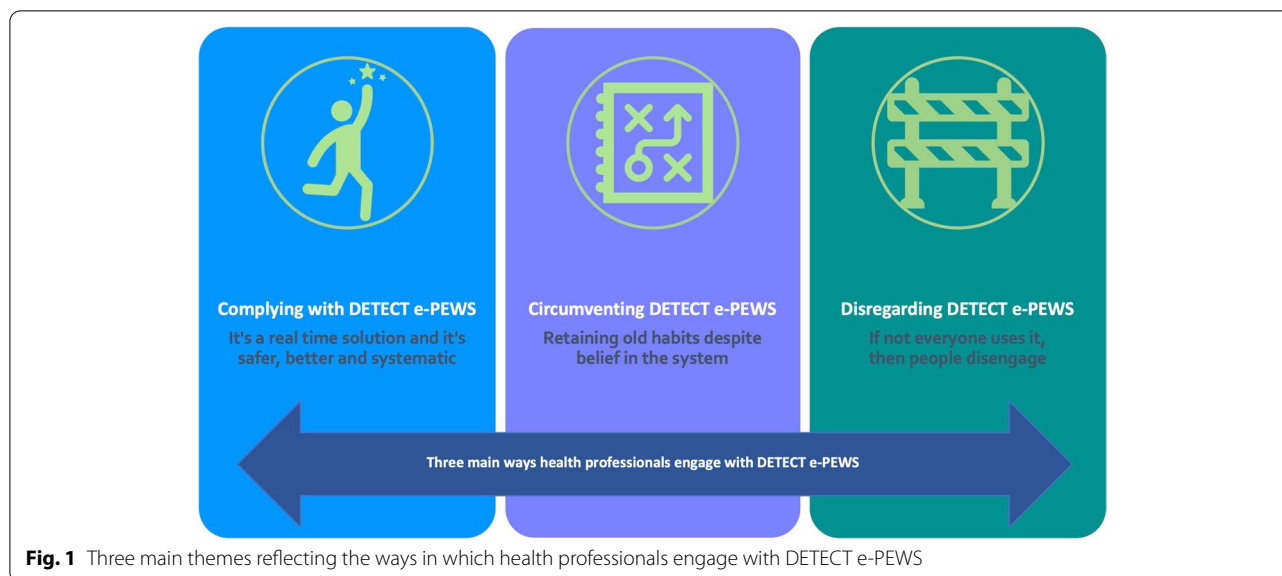 Complying with DETECT e-PEWS
It's a real time solution and it's
safer, better and systematic
Circumventing DETECT e-PEWS
Retaining old habits despite
belief in the system
Disregarding DETECT e-PEWS
If not everyone uses it,
then people disengage
Three main ways health professionals engage with DETECT e-PEWS
Fig. 1 Three main themes reflecting the ways in which health professionals engage with DETECT e-PEWS